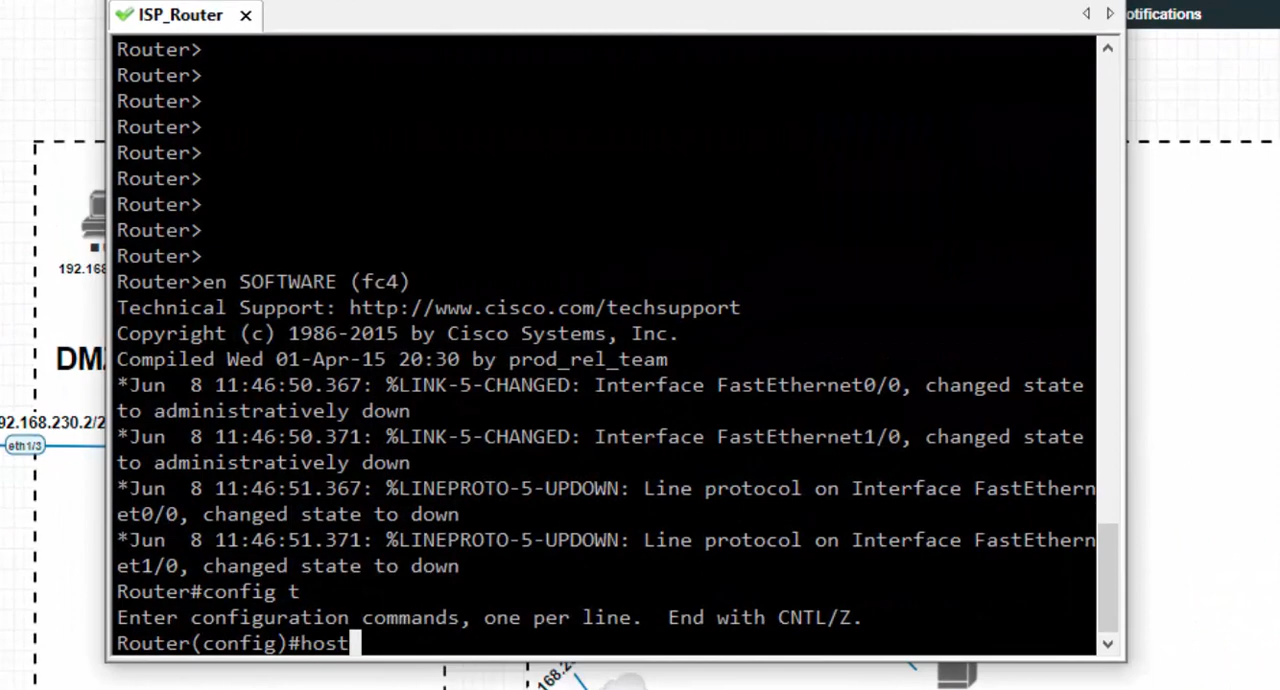 ISP_Router
otifications
Router>
Router>
Router>
Router>
Router>
Router>
Router>
Router>
Router>
Router>en SOFTWARE (fc4)
Technical Support: http://www.cisco.com/techsupport
Copyright (c) 1986-2015 by Cisco Systems, Inc.
Compiled Wed 01-Apr-15 20:30 by prod_rel_team
*Jun  8 11:46:50.367: %LINK-5-CHANGED: Interface FastEthernet0/0, changed state
to administratively down
*Jun  8 11:46:50.371: %LINK-5-CHANGED: Interface FastEthernet1/0, changed state
to administratively down
*Jun  8 11:46:51.367: %LINEPROTO-5-UPDOWN: Line protocol on Interface FastEthern
et0/0, changed state to down
*Jun  8 11:46:51.371: %LINEPROTO-5-UPDOWN: Line protocol on Interface FastEthern
et1/0, changed state to down
Router#config t
Enter configuration commands, one per line.  End with CNTL/Z.
Router(config)#host
192.168
DM
92.168.230.2/2
eth1/3
168.2